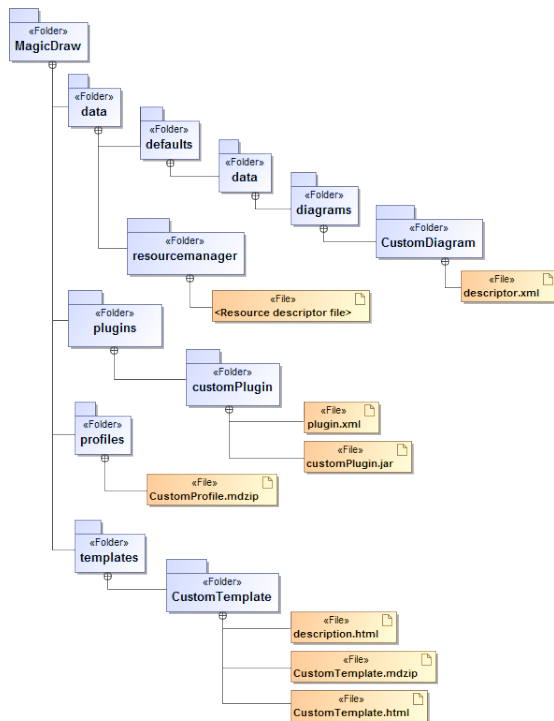 «Folder»
MagicDraw
«Folder»
data
«Folder»
defaults
«Folder»
data
«Folder»
diagrams
«Folder»
CustomDiagram
«File»
descriptor.xml
«Folder»
resourcemanager
«File»
<Resource descriptor file>
«Folder»
plugins
«Folder»
customPlugin
«File»
plugin.xml
«File»
customPlugin.jar
«Folder»
profiles
«File»
CustomProfile.mdzip
«Folder»
templates
«Folder»
CustomTemplate
«File»
description.html
«File»
CustomTemplate.mdzip
«File»
CustomTemplate.html